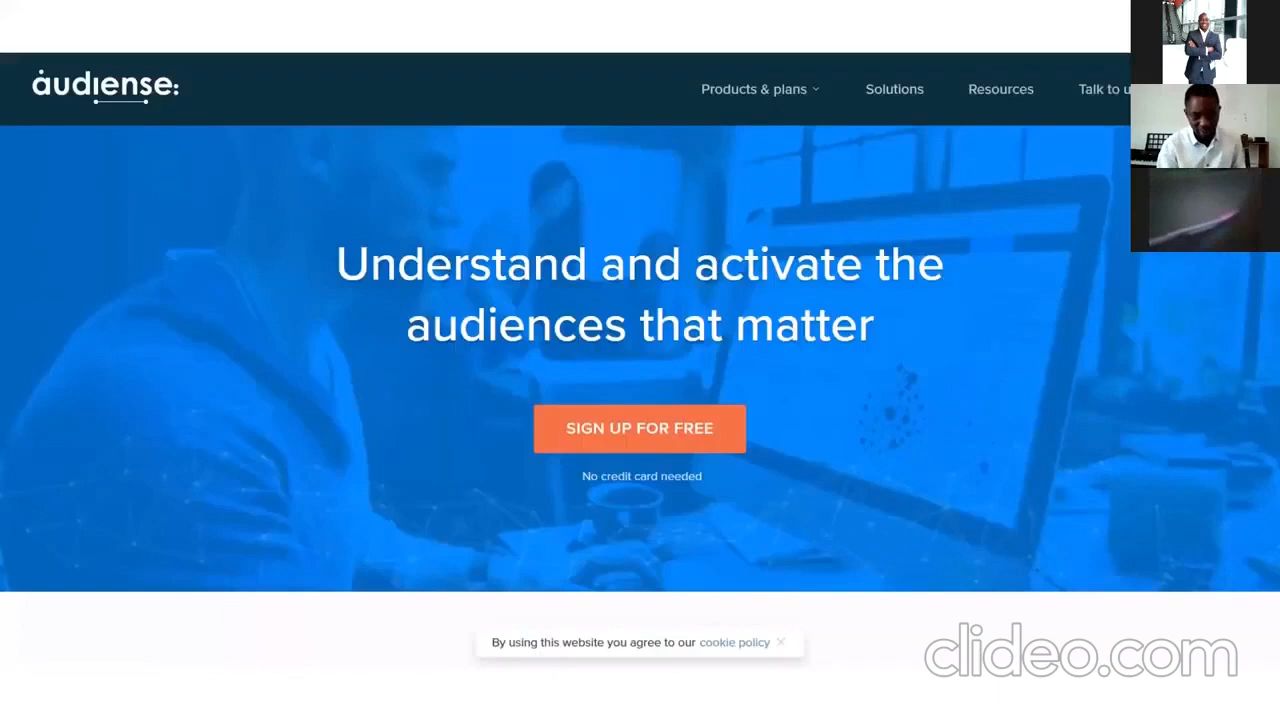 audiense:
Products & plans
Solutions
Resources
Talk to u
Understand and activate the
audiences that matter
SIGN UP FOR FREE
No credit card needed
By using this website you agree to our cookie policy
clideo.com